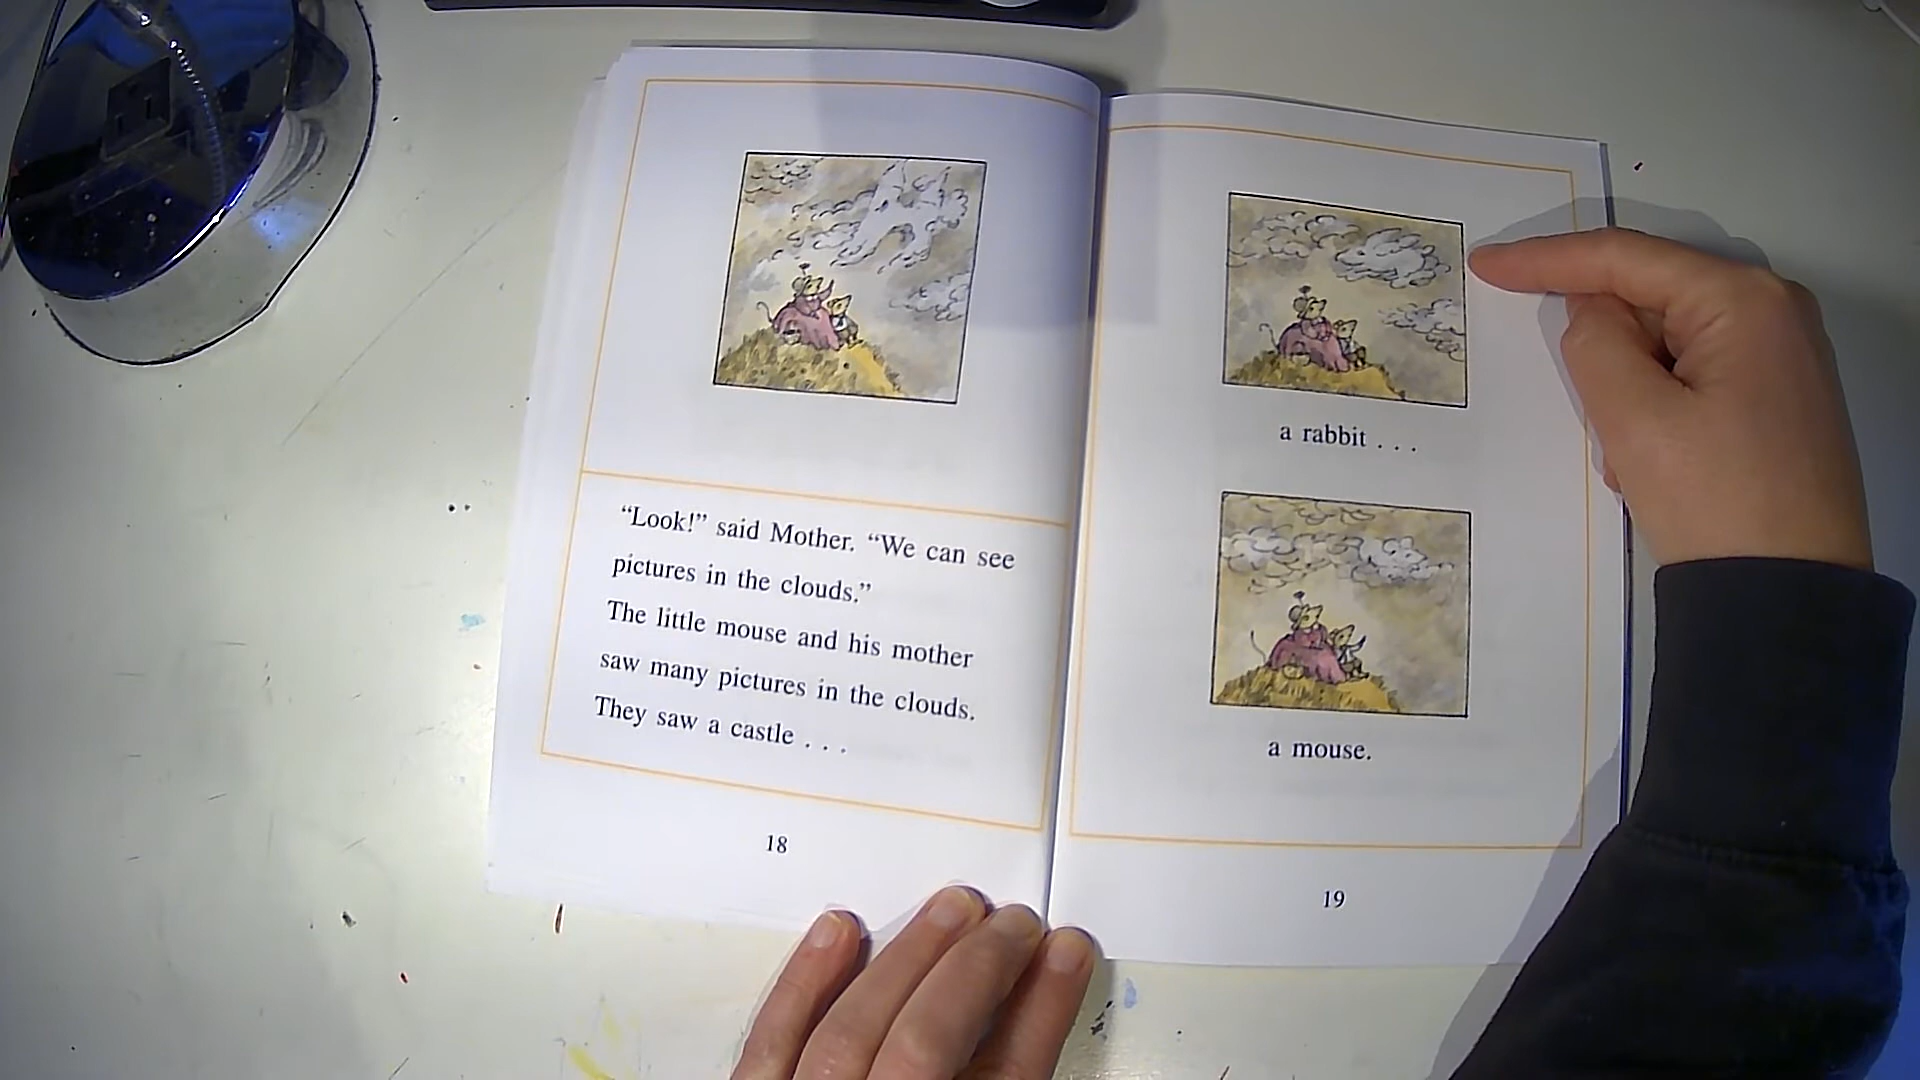 “Look!” said Mother. “We can see
pictures in the clouds.”
The little mouse and his mother
saw many pictures in the clouds.
They saw a castle . . .
18
a rabbit . . .
a mouse.
19